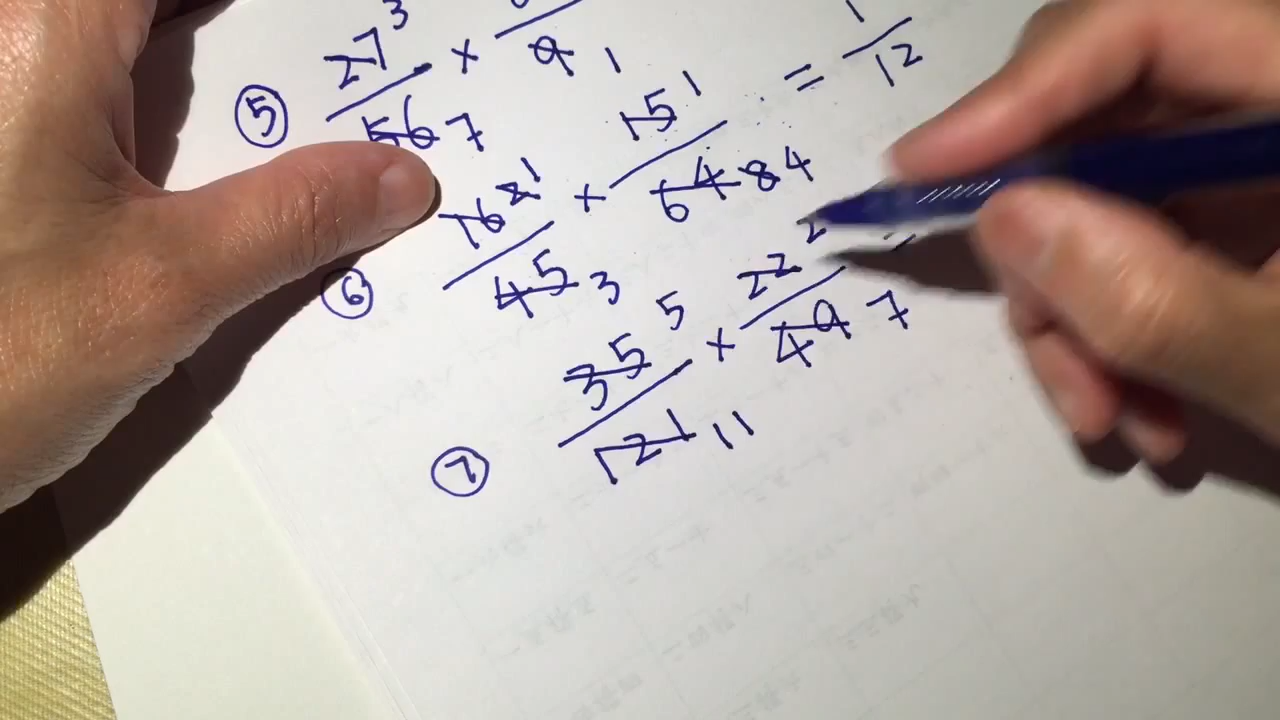 ⑤ 27 3 / 56 7 × / 9 1
⑥ 16 2 1 / 45 3 × 15 1 / 64 8 4 = 1 / 12
⑦ 35 5 / 121 11 × 22 2 / 49 7